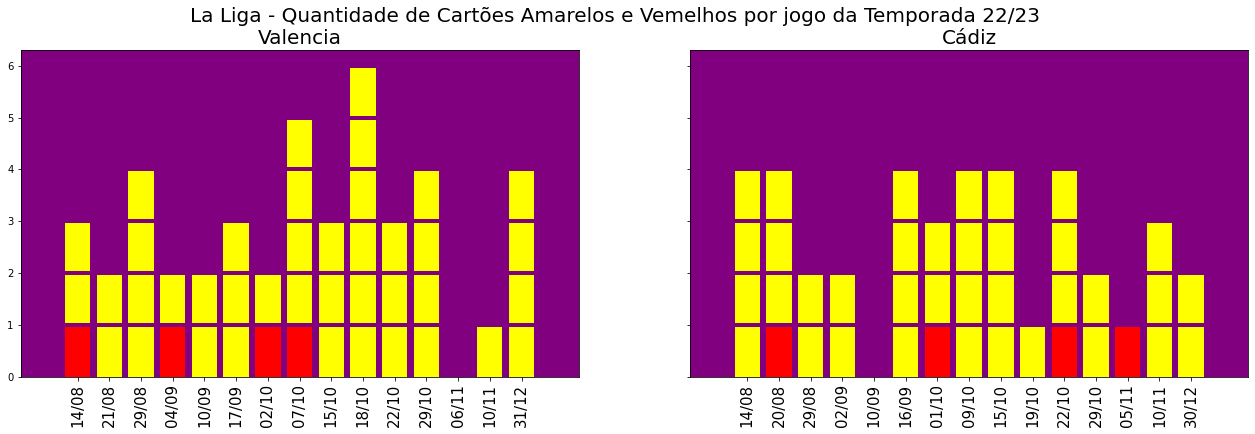 La Liga - Quantidade de Cartões Amarelos e Vemelhos por jogo da Temporada 22/23
Valencia
6
5
4
3
2
1
0
14/08 21/08 29/08 04/09 10/09 17/09 02/10 07/10 15/10 18/10 22/10 29/10 06/11 10/11 31/12
Cádiz
14/08 20/08 29/08 02/09 10/09 16/09 01/10 09/10 15/10 19/10 22/10 29/10 05/11 10/11 30/12